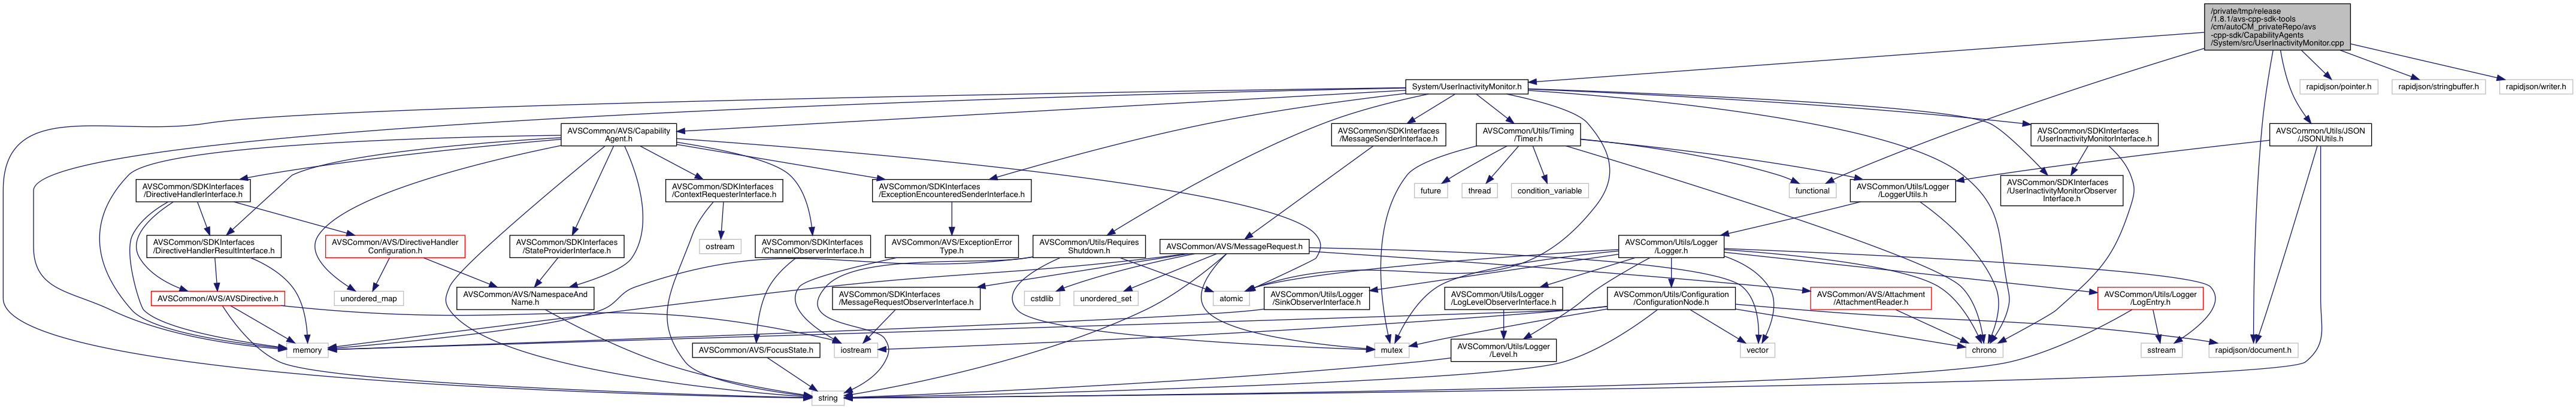 /private/tmp/release
/1.8.1/avs-cpp-sdk-tools
/cm/autoCM_privateRepo/avs
-cpp-sdk/CapabilityAgents
/System/src/UserInactivityMonitor.cpp
System/UserInactivityMonitor.h
rapidjson/pointer.h
rapidjson/stringbuffer.h
rapidjson/writer.h
AVSCommon/AVS/Capability
Agent.h
AVSCommon/SDKInterfaces
/MessageSenderInterface.h
AVSCommon/Utils/Timing
/Timer.h
AVSCommon/SDKInterfaces
/UserInactivityMonitorInterface.h
AVSCommon/Utils/JSON
/JSONUtils.h
AVSCommon/SDKInterfaces
/DirectiveHandlerInterface.h
AVSCommon/SDKInterfaces
/ContextRequesterInterface.h
AVSCommon/SDKInterfaces
/ExceptionEncounteredSenderInterface.h
future
thread
condition_variable
functional
AVSCommon/Utils/Logger
/LoggerUtils.h
AVSCommon/SDKInterfaces
/UserInactivityMonitorObserver
Interface.h
AVSCommon/SDKInterfaces
/DirectiveHandlerResultInterface.h
AVSCommon/AVS/DirectiveHandler
Configuration.h
AVSCommon/SDKInterfaces
/StateProviderInterface.h
ostream
AVSCommon/SDKInterfaces
/ChannelObserverInterface.h
AVSCommon/AVS/ExceptionError
Type.h
AVSCommon/Utils/Requires
Shutdown.h
AVSCommon/AVS/MessageRequest.h
AVSCommon/Utils/Logger
/Logger.h
AVSCommon/AVS/AVSDirective.h
unordered_map
AVSCommon/AVS/NamespaceAnd
Name.h
AVSCommon/SDKInterfaces
/MessageRequestObserverInterface.h
cstdlib
unordered_set
atomic
AVSCommon/Utils/Logger
/SinkObserverInterface.h
AVSCommon/Utils/Logger
/LogLevelObserverInterface.h
AVSCommon/Utils/Configuration
/ConfigurationNode.h
AVSCommon/AVS/Attachment
/AttachmentReader.h
AVSCommon/Utils/Logger
/LogEntry.h
memory
AVSCommon/AVS/FocusState.h
iostream
mutex
AVSCommon/Utils/Logger
/Level.h
vector
chrono
sstream
rapidjson/document.h
string